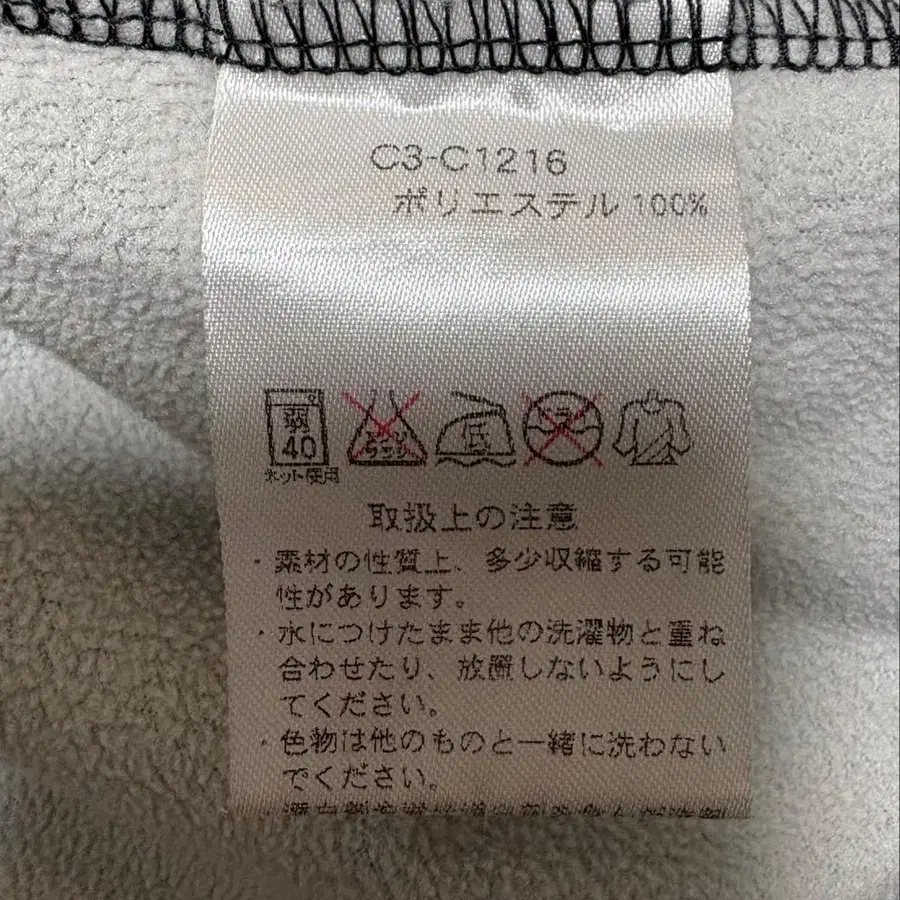 C3-C1216
ポリエステル 100%
弱
40
ネット使用
低
取扱上の注意
・素材の性質上、多少収縮する可能
性があります。
・水につけたまま他の洗濯物と重ね
合わせたり、放置しないようにし
てください。
・色物は他のものと一緒に洗わない
でください。